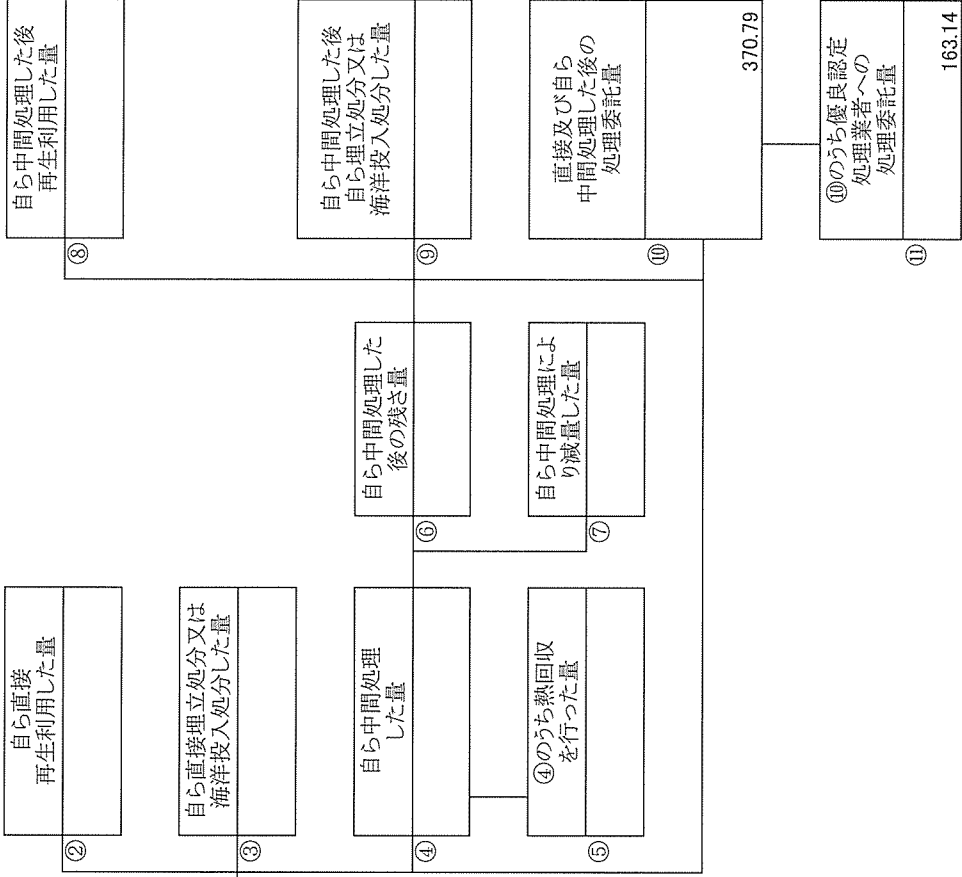 ②
自ら直接
再生利用した量
③
自ら直接埋立処分又は
海洋投入処分した量
④
自ら中間処理
した量
⑤
④のうち熱回収
を行った量
⑥
自ら中間処理した
後の残さ量
⑦
自ら中間処理によ
り減量した量
⑧
自ら中間処理した後
再生利用した量
⑨
自ら中間処理した後
自ら埋立処分又は
海洋投入処分した量
⑩
直接及び自ら
中間処理した後の
処理委託量
370.79
⑪
⑩のうち優良認定
処理業者への
処理委託量
163.14